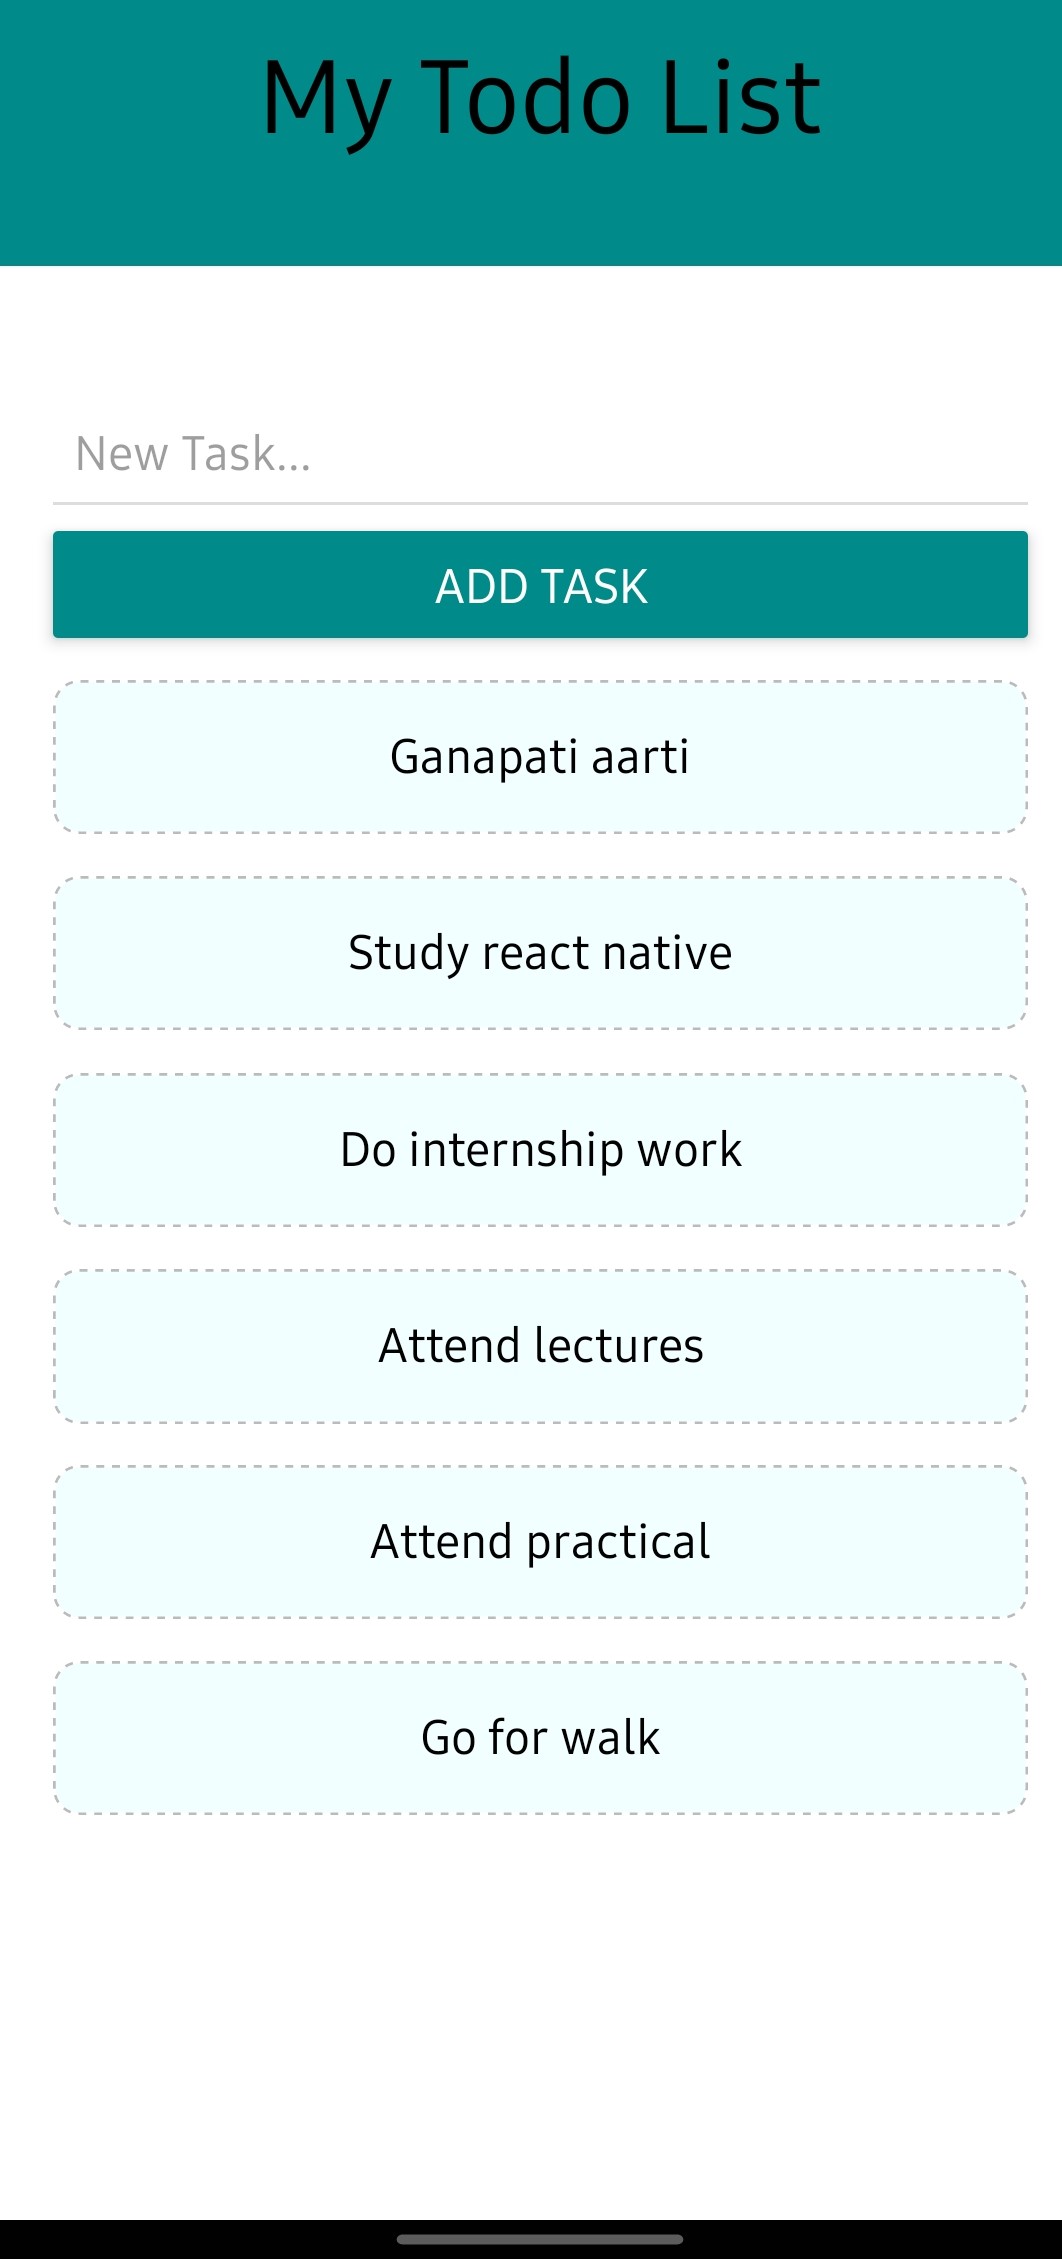 My Todo List
New Task...
ADD TASK
Ganapati aarti
Study react native
Do internship work
Attend lectures
Attend practical
Go for walk